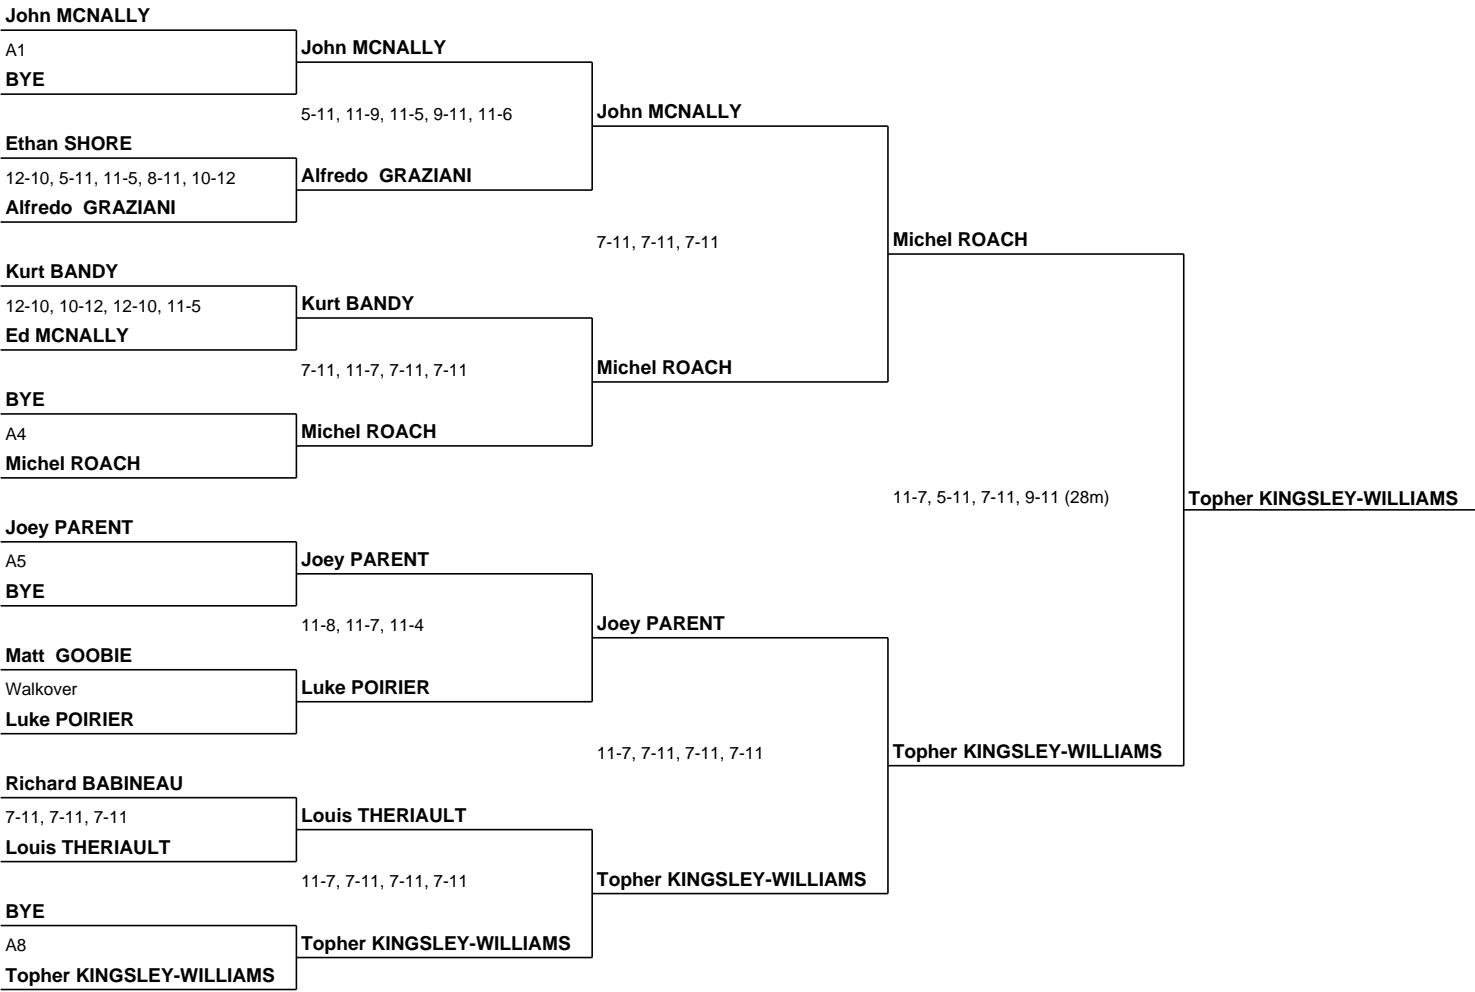 John MCNALLY
A1
BYE
Ethan SHORE
12-10, 5-11, 11-5, 8-11, 10-12
Alfredo  GRAZIANI
Kurt BANDY
12-10, 10-12, 12-10, 11-5
Ed MCNALLY
BYE
A4
Michel ROACH
Joey PARENT
A5
BYE
Matt  GOOBIE
Walkover
Luke POIRIER
Richard BABINEAU
7-11, 7-11, 7-11
Louis THERIAULT
BYE
A8
Topher KINGSLEY-WILLIAMS
John MCNALLY
5-11, 11-9, 11-5, 9-11, 11-6
Alfredo  GRAZIANI
Kurt BANDY
7-11, 11-7, 7-11, 7-11
Michel ROACH
Joey PARENT
11-8, 11-7, 11-4
Luke POIRIER
Louis THERIAULT
11-7, 7-11, 7-11, 7-11
Topher KINGSLEY-WILLIAMS
John MCNALLY
7-11, 7-11, 7-11
Michel ROACH
Joey PARENT
11-7, 7-11, 7-11, 7-11
Topher KINGSLEY-WILLIAMS
Michel ROACH
11-7, 5-11, 7-11, 9-11 (28m)
Topher KINGSLEY-WILLIAMS
Topher KINGSLEY-WILLIAMS